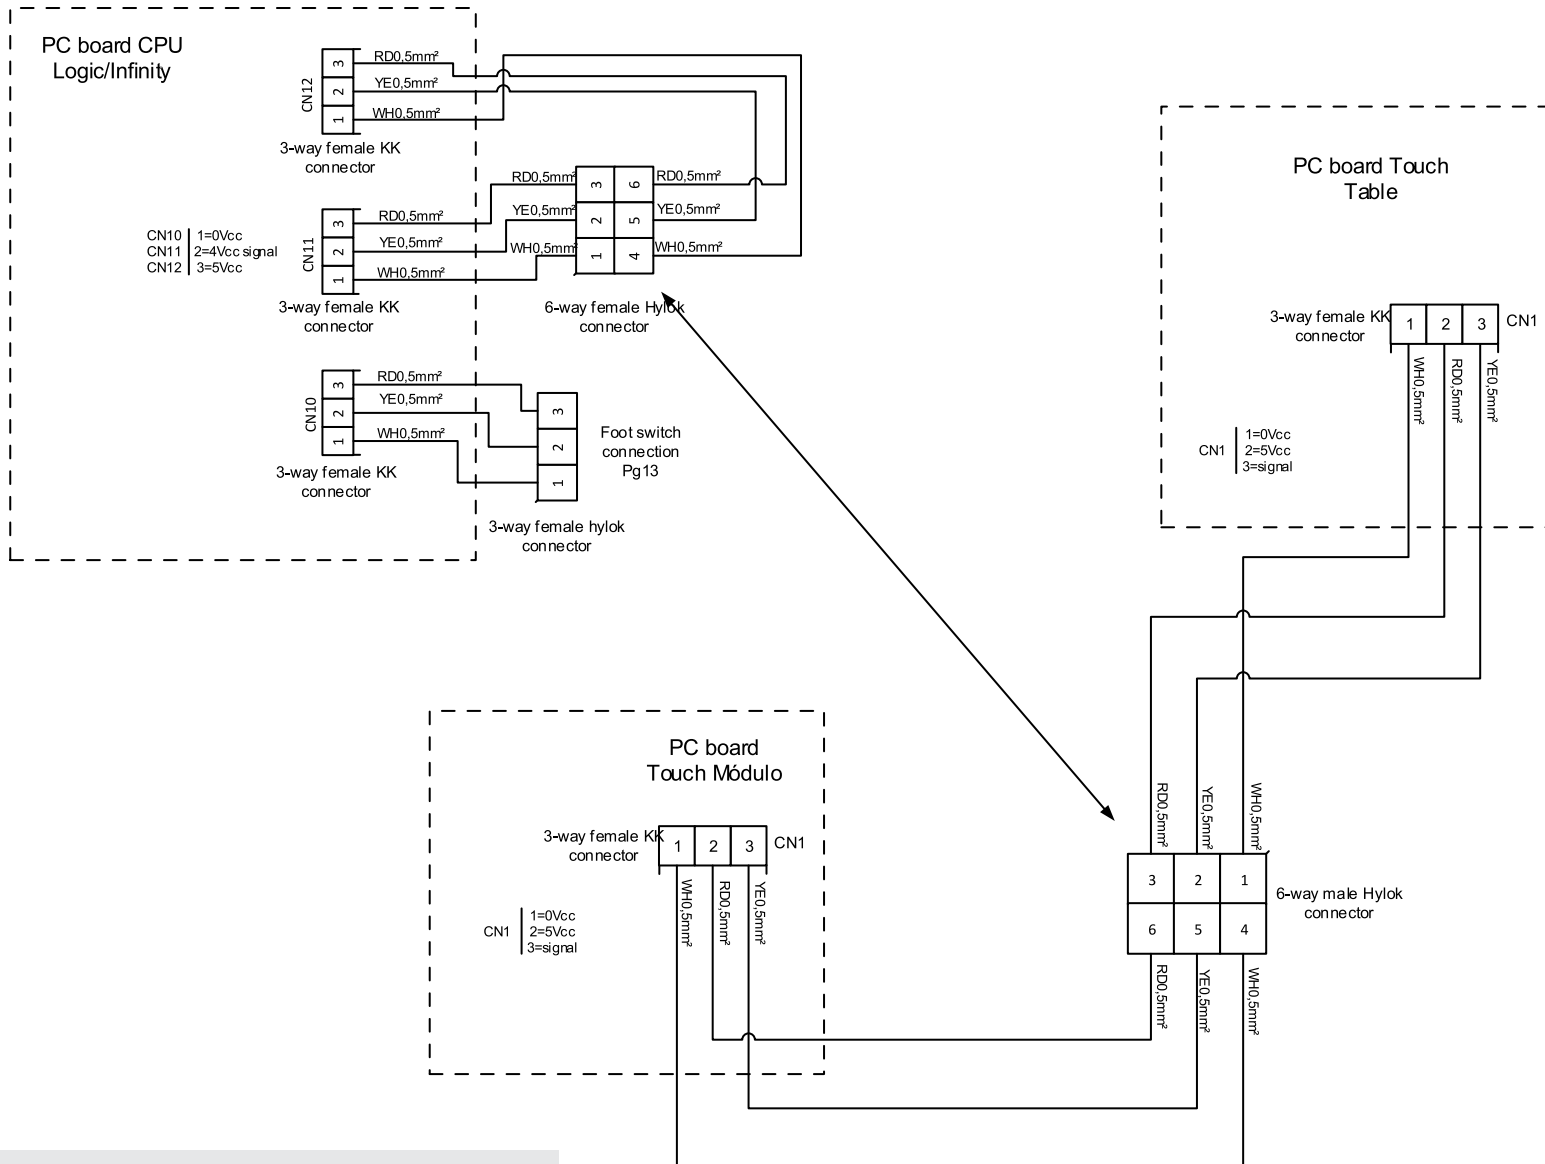 PC board CPU
Logic/Infinity
3
2
1
CN12
RD0,5mm²
YE0,5mm²
WH0,5mm²
3-way female KK
connector
CN10 1=0Vcc
CN11 2=4Vcc signal
CN12 3=5Vcc
3
2
1
CN11
RD0,5mm²
YE0,5mm²
WH0,5mm²
3-way female KK
connector
RD0,5mm²
YE0,5mm²
WH0,5mm²
3 6
2 5
1 4
RD0,5mm²
YE0,5mm²
WH0,5mm²
6-way female Hylok
connector
3
2
1
CN10
RD0,5mm²
YE0,5mm²
WH0,5mm²
3-way female KK
connector
3
2
1
Foot switch
connection
Pg13
3-way female hylok
connector
PC board Touch
Table
3-way female KK
connector
1 2 3
CN1
WH0,5mm²
RD0,5mm²
YE0,5mm²
CN1
1=0Vcc
2=5Vcc
3=signal
PC board
Touch Módulo
3-way female KK
connector
1 2 3
CN1
WH0,5mm²
RD0,5mm²
YE0,5mm²
CN1
1=0Vcc
2=5Vcc
3=signal
RD0,5mm²
YE0,5mm²
WH0,5mm²
3 2 1
6 5 4
6-way male Hylok
connector
RD0,5mm²
YE0,5mm²
WH0,5mm²